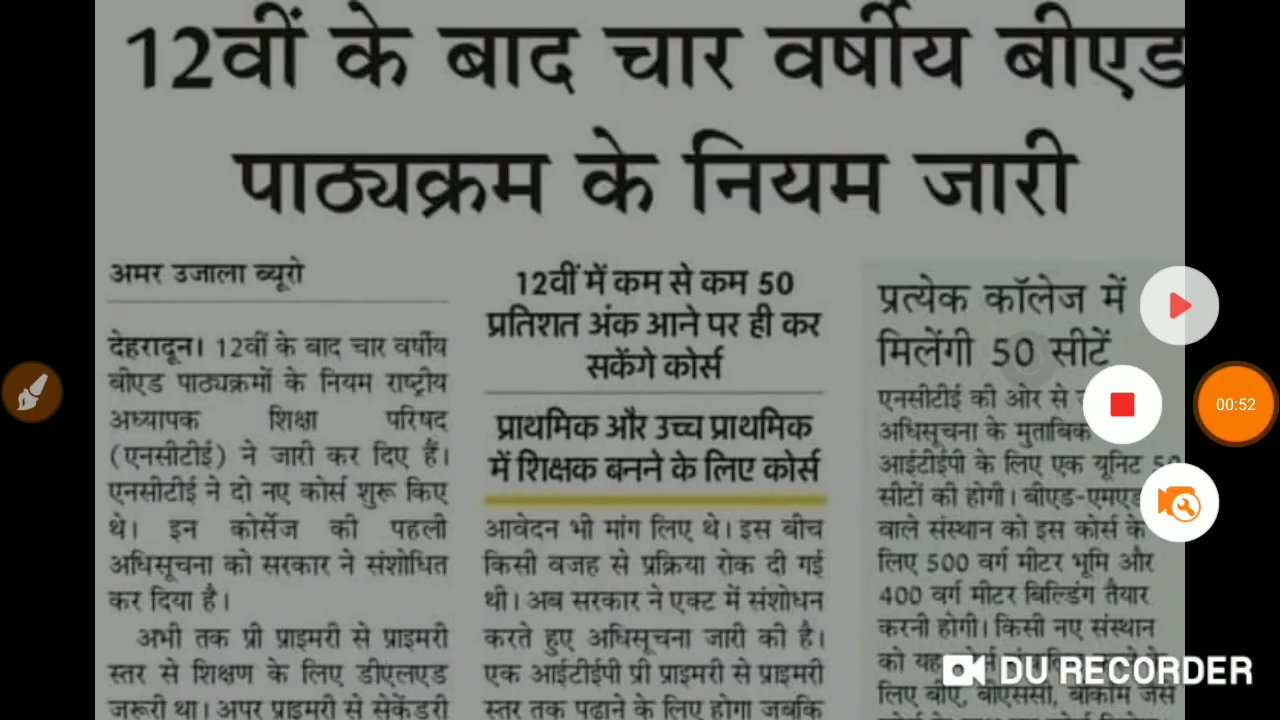 12वीं के बाद चार वर्षीय बीएड
पाठ्यक्रम के नियम जारी
अमर उजाला ब्यूरो
देहरादून। 12वीं के बाद चार वर्षीय
बीएड पाठ्यक्रमों के नियम राष्ट्रीय
अध्यापक शिक्षा परिषद
(एनसीटीई) ने जारी कर दिए हैं।
एनसीटीई ने दो नए कोर्स शुरू किए
थे। इन कोर्सेज की पहली
अधिसूचना को सरकार ने संशोधित
कर दिया है।
अभी तक प्री प्राइमरी से प्राइमरी
स्तर से शिक्षण के लिए डीएलएड
जरूरी था। अपर प्राइमरी से सेकेंडरी
12वीं में कम से कम 50
प्रतिशत अंक आने पर ही कर
सकेंगे कोर्स
प्राथमिक और उच्च प्राथमिक
में शिक्षक बनने के लिए कोर्स
आवेदन भी मांग लिए थे। इस बीच
किसी वजह से प्रक्रिया रोक दी गई
थी। अब सरकार ने एक्ट में संशोधन
करते हुए अधिसूचना जारी की है।
एक आईटीईपी प्री प्राइमरी से प्राइमरी
स्तर तक पढ़ाने के लिए होगा जबकि
प्रत्येक कॉलेज में
मिलेंगी 50 सीटें
एनसीटीई की ओर से
अधिसूचना के मुताबिक
आईटीईपी के लिए एक यूनिट 50
सीटों की होगी। बीएड-एमएड
वाले संस्थान को इस कोर्स के
लिए 500 वर्ग मीटर भूमि और
400 वर्ग मीटर बिल्डिंग तैयार
करनी होगी। किसी नए संस्थान
को यह
लिए बीए, बीएससी, बीकॉम जैसे
00:52
DU RECORDER